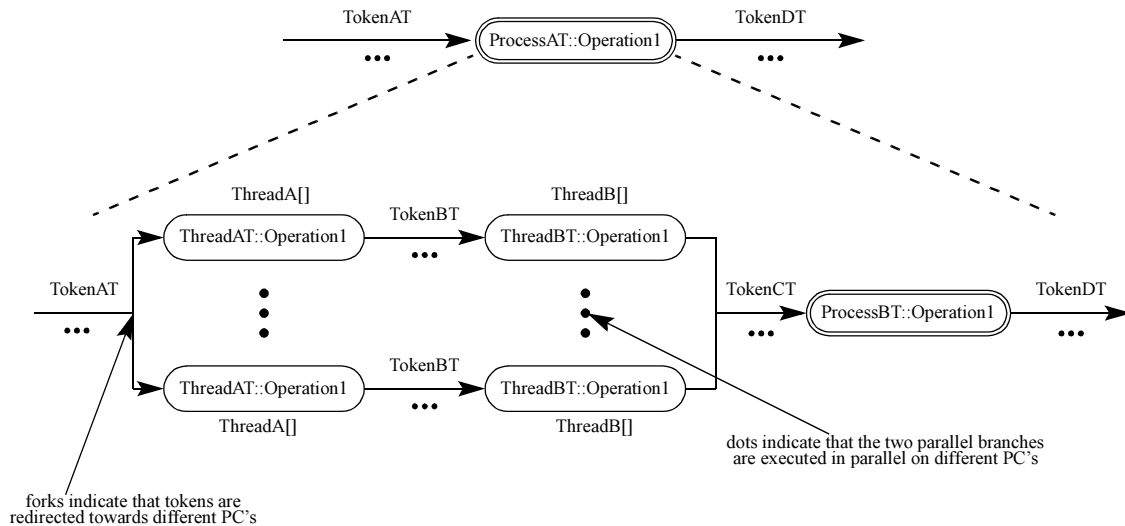 TokenAT
ProcessAT::Operation1
TokenDT
ThreadA[]
ThreadB[]
ThreadAT::Operation1
TokenBT
ThreadBT::Operation1
TokenAT
TokenCT
ProcessBT::Operation1
TokenDT
ThreadAT::Operation1
TokenBT
ThreadBT::Operation1
ThreadA[]
ThreadB[]
dots indicate that the two parallel branches
are executed in parallel on different PC's
forks indicate that tokens are
redirected towards different PC's